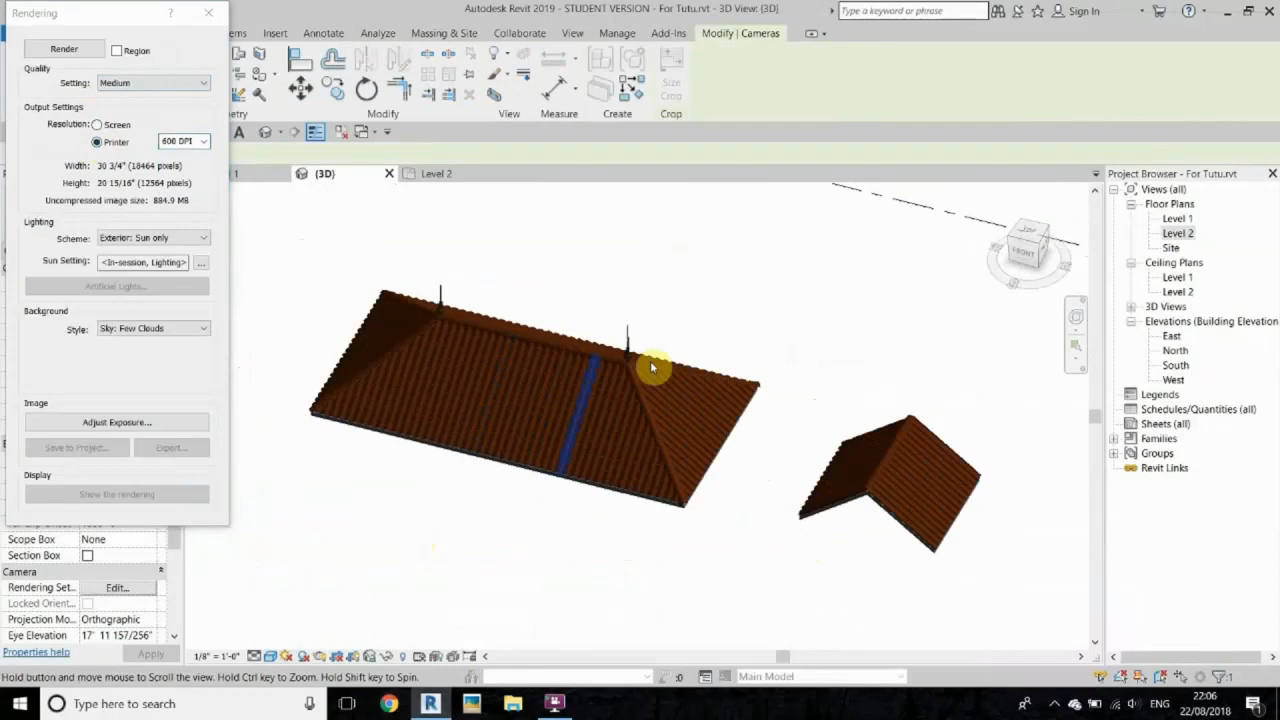 Rendering
Autodesk Revit 2019 - STUDENT VERSION - For Tutu.rvt - 3D View: {3D}
Type a keyword or phrase
Sign In
Insert Annotate Analyze Massing & Site Collaborate View Manage Add-Ins Modify | Cameras
Render
Region
Quality
Setting: Medium
Output Settings
Resolution: Screen
Printer 600 DPI
Width: 30 3/4" (18464 pixels)
Height: 20 15/16" (12564 pixels)
Uncompressed image size: 884.9 MB
Lighting
Scheme: Exterior: Sun only
Sun Setting: <In-session, Lighting> ...
Artificial Lights...
Background
Style: Sky: Few Clouds
Image
Adjust Exposure...
Save to Project... Export...
Display
Show the rendering
Size
Crop
Modify View Measure Create Crop
1 {3D} Level 2
FRONT
Project Browser - For Tutu.rvt
Views (all)
Floor Plans
Level 1
Level 2
Site
Ceiling Plans
Level 1
Level 2
3D Views
Elevations (Building Elevation
East
North
South
West
Legends
Schedules/Quantities (all)
Sheets (all)
Families
Groups
Revit Links
Scope Box None
Section Box
Camera
Rendering Set... Edit...
Locked Orient...
Projection Mo... Orthographic
Eye Elevation 17' 11 157/256"
Properties help Apply
1/8" = 1'-0"
Hold button and move mouse to Scroll the view. Hold Ctrl key to Zoom. Hold Shift key to Spin.
:0
Main Model
:1
Type here to search
ENG
22:06
22/08/2018